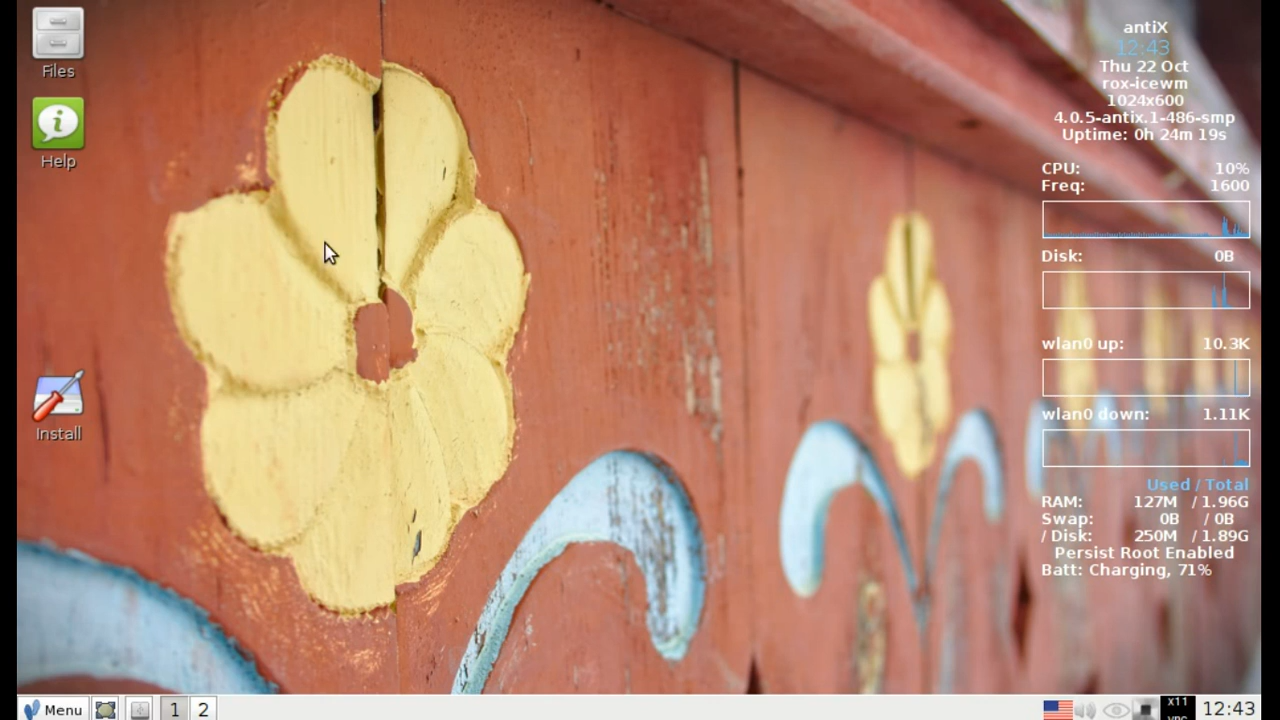 Files
Help
Install
antiX
12:43
Thu 22 Oct
rox-icewm
1024x600
4.0.5-antix.1-486-smp
Uptime: 0h 24m 19s
CPU: 10%
Freq: 1600
Disk: 0B
wlan0 up: 10.3K
wlan0 down: 1.11K
Used / Total
RAM: 127M / 1.96G
Swap: 0B / 0B
/ Disk: 250M / 1.89G
Persist Root Enabled
Batt: Charging, 71%
Menu 1 2 x11 12:43
vnc